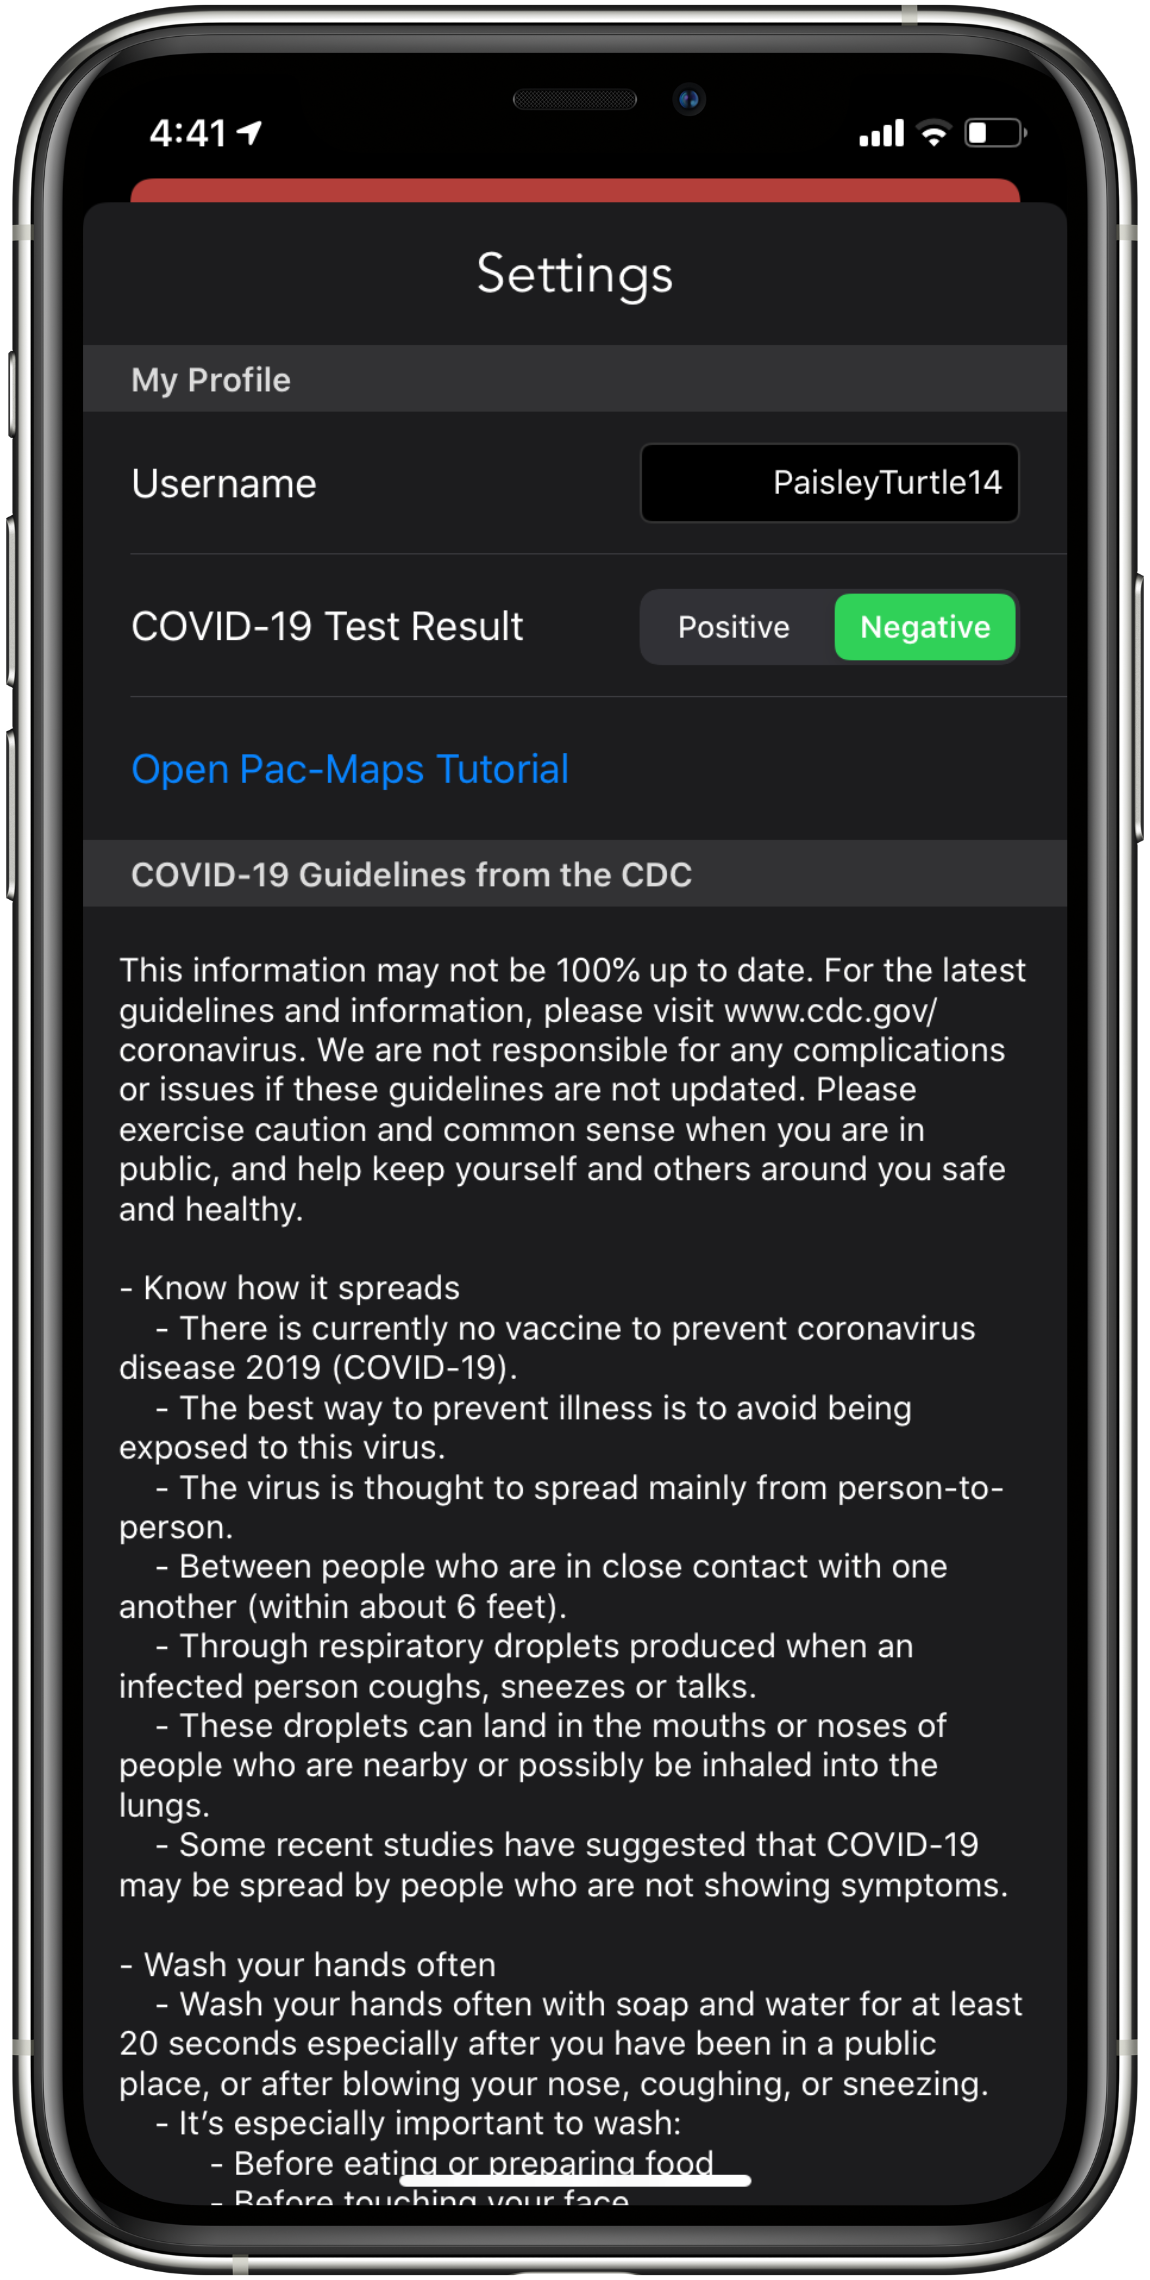 4:41
Settings
My Profile
Username
PaisleyTurtle14
COVID-19 Test Result
Positive
Negative
Open Pac-Maps Tutorial
COVID-19 Guidelines from the CDC
This information may not be 100% up to date. For the latest
guidelines and information, please visit www.cdc.gov/
coronavirus. We are not responsible for any complications
or issues if these guidelines are not updated. Please
exercise caution and common sense when you are in
public, and help keep yourself and others around you safe
and healthy.
- Know how it spreads
- There is currently no vaccine to prevent coronavirus
disease 2019 (COVID-19).
- The best way to prevent illness is to avoid being
exposed to this virus.
- The virus is thought to spread mainly from person-to-
person.
- Between people who are in close contact with one
another (within about 6 feet).
- Through respiratory droplets produced when an
infected person coughs, sneezes or talks.
- These droplets can land in the mouths or noses of
people who are nearby or possibly be inhaled into the
lungs.
- Some recent studies have suggested that COVID-19
may be spread by people who are not showing symptoms.
- Wash your hands often
- Wash your hands often with soap and water for at least
20 seconds especially after you have been in a public
place, or after blowing your nose, coughing, or sneezing.
- It’s especially important to wash:
- Before eating or preparing food
- Before touching your face